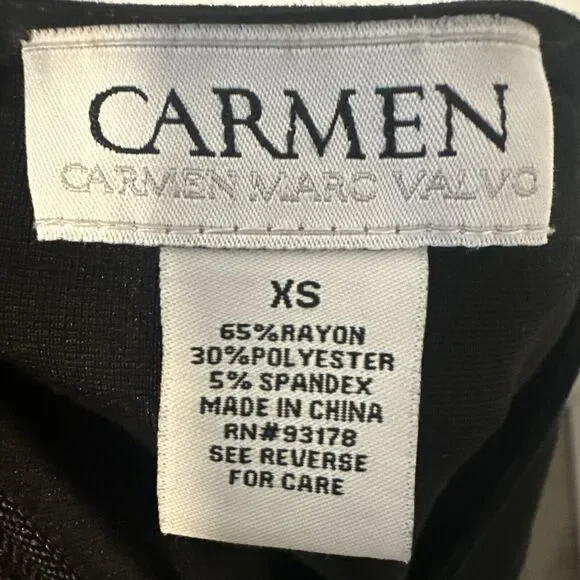 CARMEN
CARMEN MARC VALVO
XS
65%RAYON
30%POLYESTER
5% SPANDEX
MADE IN CHINA
RN#93178
SEE REVERSE
FOR CARE